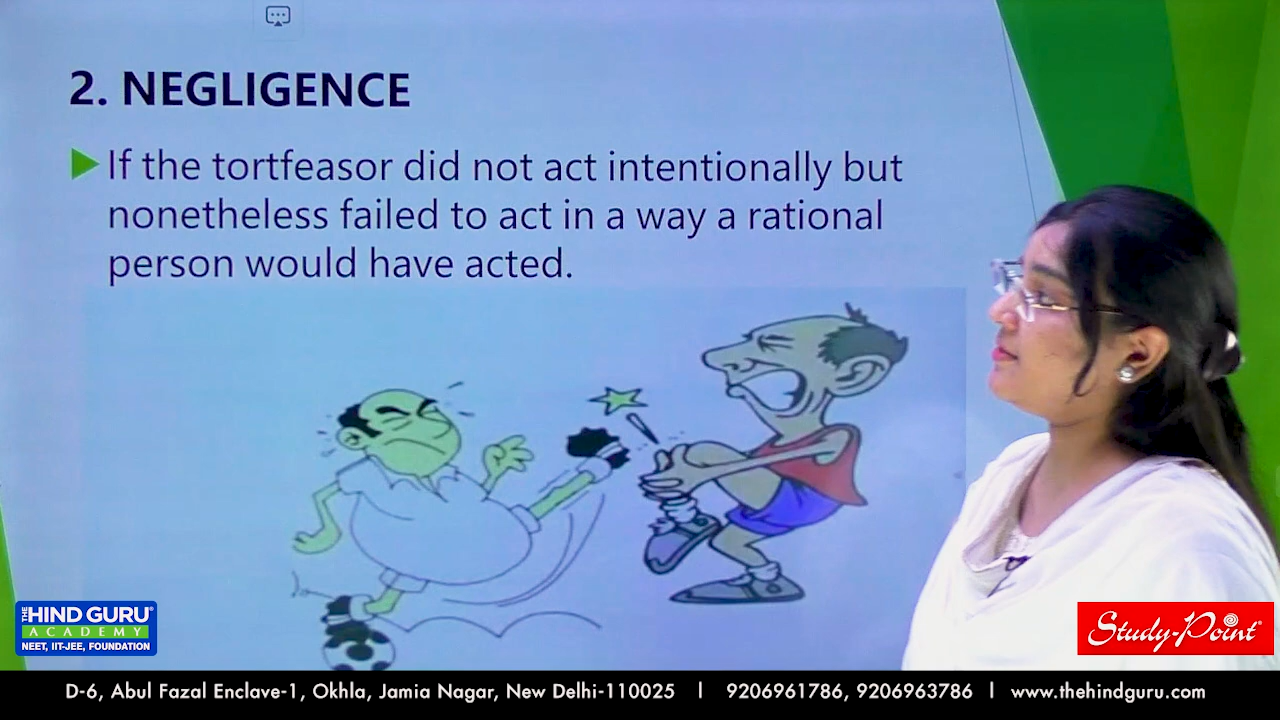 2. NEGLIGENCE
If the tortfeasor did not act intentionally but
nonetheless failed to act in a way a rational
person would have acted.
THE HIND GURU
ACADEMY
NEET, IIT-JEE, FOUNDATION
Study-Point
D-6, Abul Fazal Enclave-1, Okhla, Jamia Nagar, New Delhi-110025 | 9206961786, 9206963786 | www.thehindguru.com